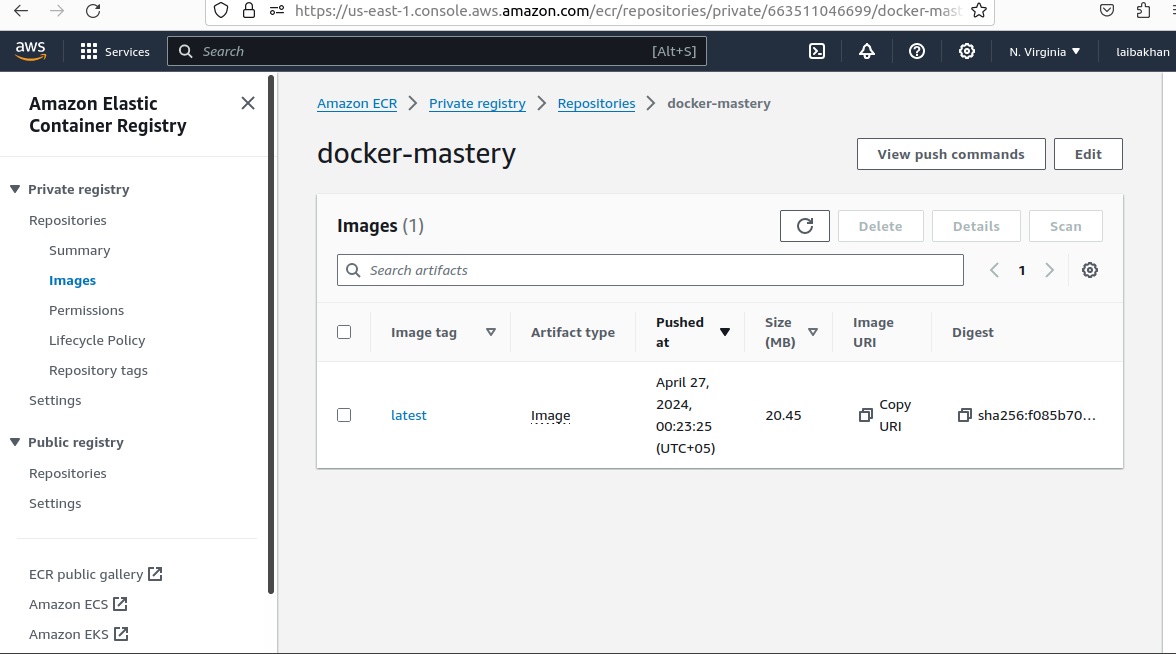 https://us-east-1.console.aws.amazon.com/ecr/repositories/private/663511046699/docker-mast
aws
Services
Search
[Alt+S]
N. Virginia
laibakhan
Amazon Elastic
Container Registry
Private registry
Repositories
Summary
Images
Permissions
Lifecycle Policy
Repository tags
Settings
Public registry
Repositories
Settings
ECR public gallery
Amazon ECS
Amazon EKS
Amazon ECR
Private registry
Repositories
docker-mastery
docker-mastery
View push commands
Edit
Images (1)
Delete
Details
Scan
Search artifacts
1
Image tag
Artifact type
Pushed
at
Size
(MB)
Image
URI
Digest
latest
Image
April 27,
2024,
00:23:25
(UTC+05)
20.45
Copy
URI
sha256:f085b70...